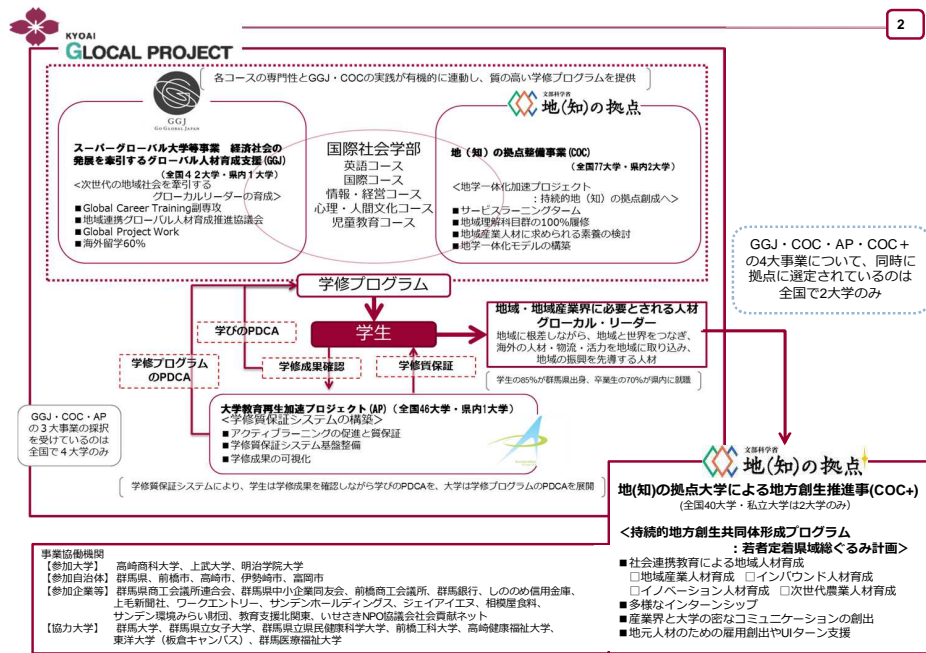 2
KYOAI
GLOCAL PROJECT
各コースの専門性とGGJ・COCの実践が有機的に連動し、質の高い学修プログラムを提供
GGJ
GO GLOBAL JAPAN
スーパーグローバル大学等事業　経済社会の
発展を牽引するグローバル人材育成支援(GGJ)
(全国４２大学・県内１大学)
<次世代の地域社会を牽引する
グローカルリーダーの育成>
■Global Career Training副専攻
■地域連携グローバル人材育成推進協議会
■Global Project Work
■海外留学60%
国際社会学部
英語コース
国際コース
情報・経営コース
心理・人間文化コース
児童教育コース
文部科学省
地(知)の拠点
地（知）の拠点整備事業(COC)
(全国77大学・県内2大学)
<地学一体化加速プロジェクト
：持続的地（知）の拠点創成へ>
■サービスラーニングターム
■地域理解科目群の100%履修
■地域産業人材に求められる素養の検討
■地学一体化モデルの構築
GGJ・COC・AP・COC＋
の4大事業について、同時に
拠点に選定されているのは
全国で2大学のみ
学修プログラム
学びのPDCA
学生
地域・地域産業界に必要とされる人材
グローカル・リーダー
地域に根差しながら、地域と世界をつなぎ、
海外の人材・物流・活力を地域に取り込み、
地域の振興を先導する人材
学修プログラム
のPDCA
学修成果確認
学修質保証
学生の85%が群馬県出身、卒業生の70%が県内に就職
GGJ・COC・AP
の３大事業の採択
を受けているのは
全国で４大学のみ
大学教育再生加速プロジェクト(AP)（全国46大学・県内1大学）
<学修質保証システムの構築>
■アクティブラーニングの促進と質保証
■学修質保証システム基盤整備
■学修成果の可視化
学修質保証システムにより、学生は学修成果を確認しながら学びのPDCAを、大学は学修プログラムのPDCAを展開
文部科学省
地(知)の拠点
地(知)の拠点大学による地方創生推進事(COC+)
(全国40大学・私立大学は2大学のみ）
<持続的地方創生共同体形成プログラム
：若者定着県域総ぐるみ計画>
■社会連携教育による地域人材育成
□地域産業人材育成　□インバウンド人材育成
□イノベーション人材育成　□次世代農業人材育成
■多様なインターンシップ
■産業界と大学の密なコミュニケーションの創出
■地元人材のための雇用創出やUIターン支援
事業協働機関
【参加大学】　高崎商科大学、上武大学、明治学院大学
【参加自治体】 群馬県、前橋市、高崎市、伊勢崎市、富岡市
【参加企業等】 群馬県商工会議所連合会、群馬県中小企業同友会、前橋商工会議所、群馬銀行、しののめ信用金庫、
上毛新聞社、ワークエントリー、サンデンホールディングス、ジェイアイエヌ、相模屋食料、
サンデン環境みらい財団、教育支援北関東、いせさきNPO協議会社会貢献ネット
【協力大学】　群馬大学、群馬県立女子大学、群馬県立県民健康科学大学、前橋工科大学、高崎健康福祉大学、
東洋大学（板倉キャンパス）、群馬医療福祉大学